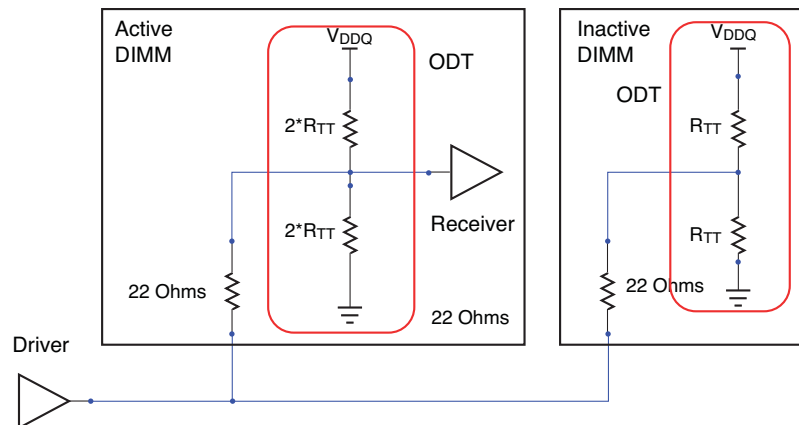 Active
DIMM
VDDQ
ODT
2*RTT
Receiver
2*RTT
22 Ohms
22 Ohms
Inactive
DIMM
VDDQ
ODT
RTT
RTT
22 Ohms
Driver